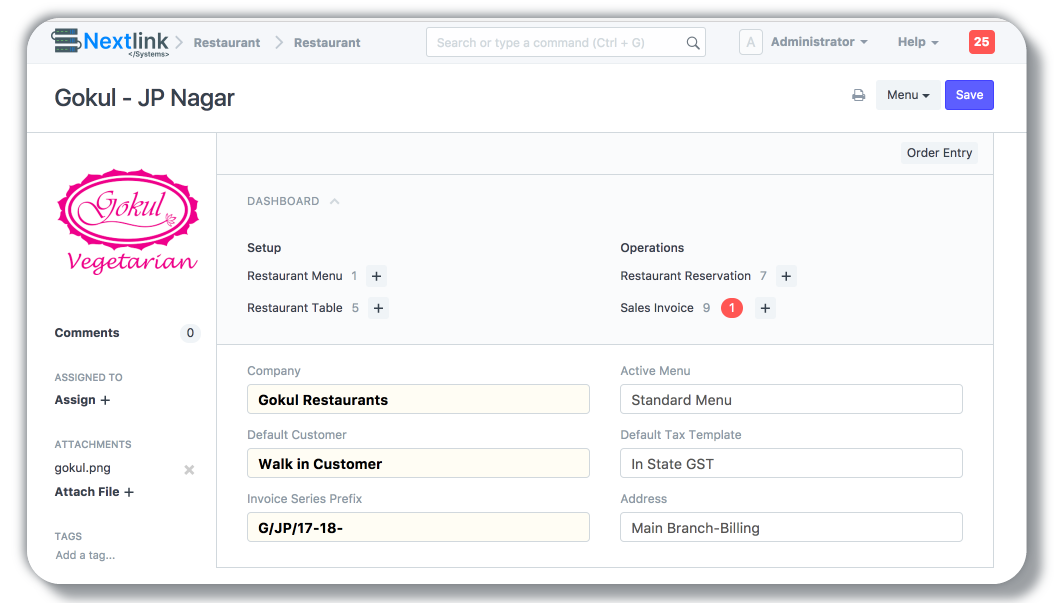 Nextlink
</Systems>
Restaurant
Restaurant
Search or type a command (Ctrl + G)
A
Administrator
Help
25
Gokul - JP Nagar
Menu
Save
Gokul
Vegetarian
Comments 0
ASSIGNED TO
Assign +
ATTACHMENTS
gokul.png ×
Attach File +
TAGS
Add a tag...
Order Entry
DASHBOARD
Setup
Restaurant Menu 1 +
Restaurant Table 5 +
Operations
Restaurant Reservation 7 +
Sales Invoice 9 1 +
Company
Gokul Restaurants
Default Customer
Walk in Customer
Invoice Series Prefix
G/JP/17-18-
Active Menu
Standard Menu
Default Tax Template
In State GST
Address
Main Branch-Billing